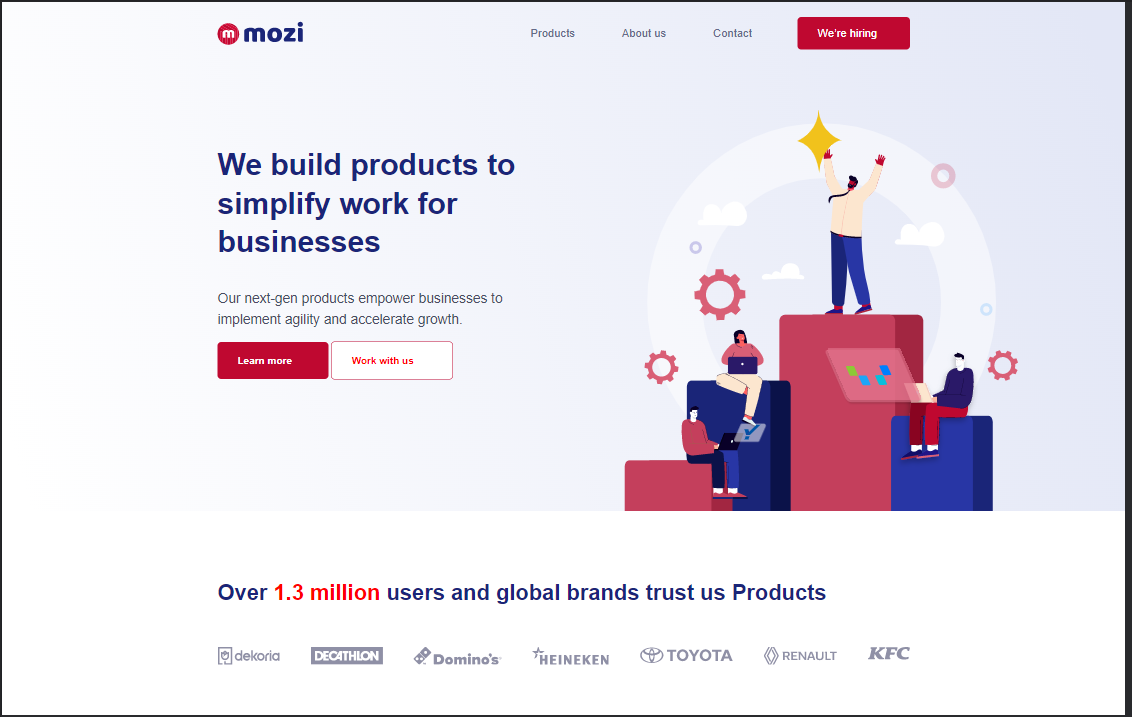 mozi
Products
About us
Contact
We're hiring
We build products to
simplify work for
businesses
Our next-gen products empower businesses to
implement agility and accelerate growth.
Learn more
Work with us
Over 1.3 million users and global brands trust us Products
dekoria
DECATHLON
Domino's
HEINEKEN
TOYOTA
RENAULT
KFC